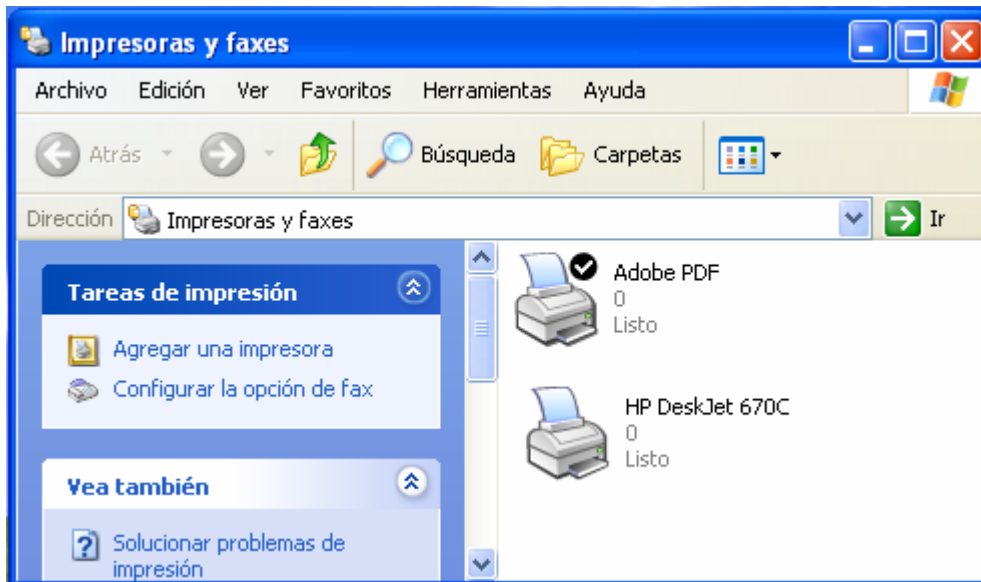 Impresoras y faxes
Archivo Edición Ver Favoritos Herramientas Ayuda
Atrás Búsqueda Carpetas
Dirección Impresoras y faxes Ir
Tareas de impresión
Agregar una impresora
Configurar la opción de fax
Vea también
Solucionar problemas de
impresión
Adobe PDF
0
Listo
HP DeskJet 670C
0
Listo